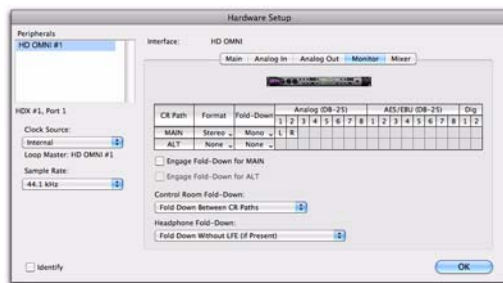 Hardware Setup
Peripherals
HD OMNI #1
Interface: HD OMNI
Main Analog In Analog Out Monitor Mixer
HDX #1, Port 1
Clock Source:
Internal
Loop Master: HD OMNI #1
Sample Rate:
44.1 kHz
CR Path Format Fold-Down Analog (DB-25) AES/EBU (DB-25) Dig
1 2 3 4 5 6 7 8 1 2 3 4 5 6 7 8 1 2
MAIN Stereo Mono L R
ALT None None
Engage Fold-Down for MAIN
Engage Fold-Down for ALT
Control Room Fold-Down:
Fold Down Between CR Paths
Headphone Fold-Down:
Fold Down Without LFE (if Present)
Identify
OK